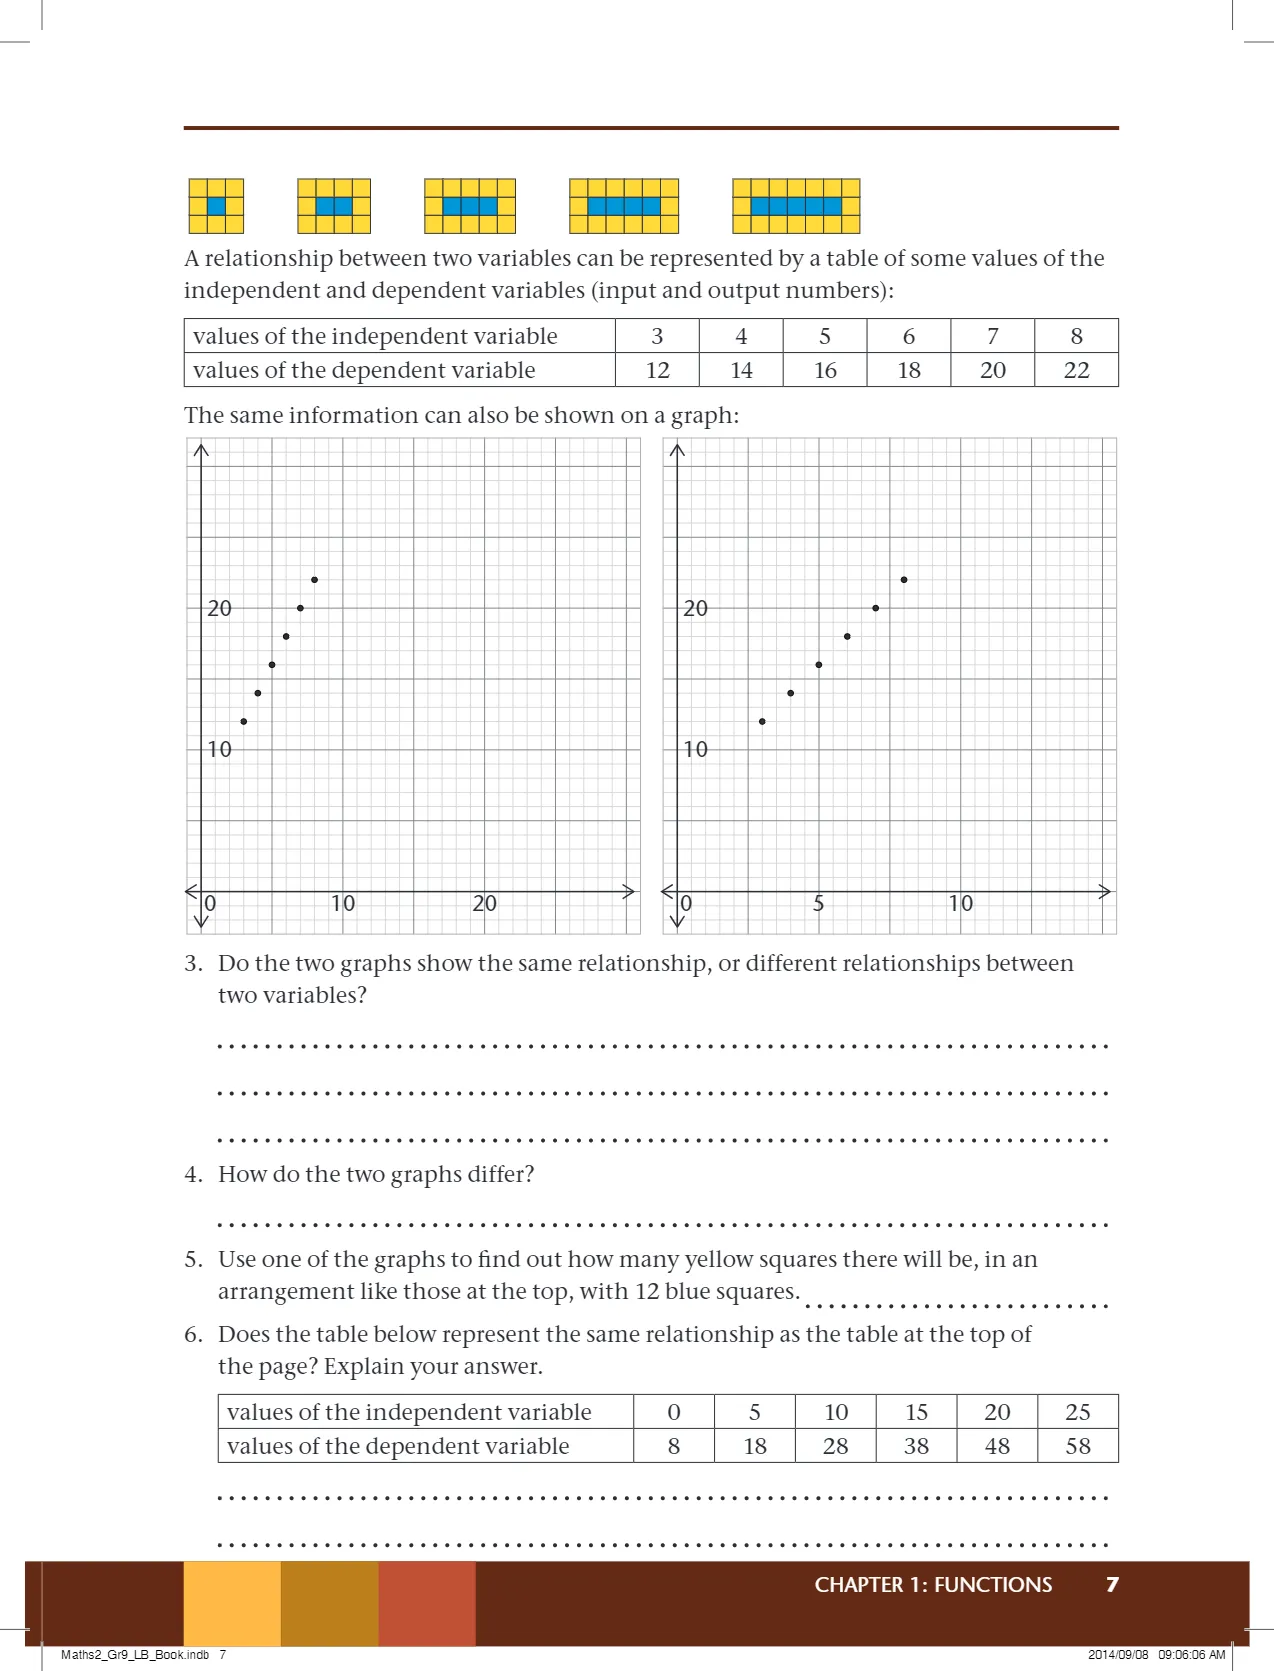 A relationship between two variables can be represented by a table of some values of the
independent and dependent variables (input and output numbers):
values of the independent variable 3 4 5 6 7 8
values of the dependent variable 12 14 16 18 20 22
The same information can also be shown on a graph:
20 20
10 10
0 10 20 0 5 10
3. Do the two graphs show the same relationship, or different relationships between
two variables?
4. How do the two graphs differ?
5. Use one of the graphs to find out how many yellow squares there will be, in an
arrangement like those at the top, with 12 blue squares.
6. Does the table below represent the same relationship as the table at the top of
the page? Explain your answer.
values of the independent variable 0 5 10 15 20 25
values of the dependent variable 8 18 28 38 48 58
CHAPTER 1: FUNCTIONS 7
Maths2_Gr9_LB_Book.indb 7 2014/09/08 09:06:06 AM